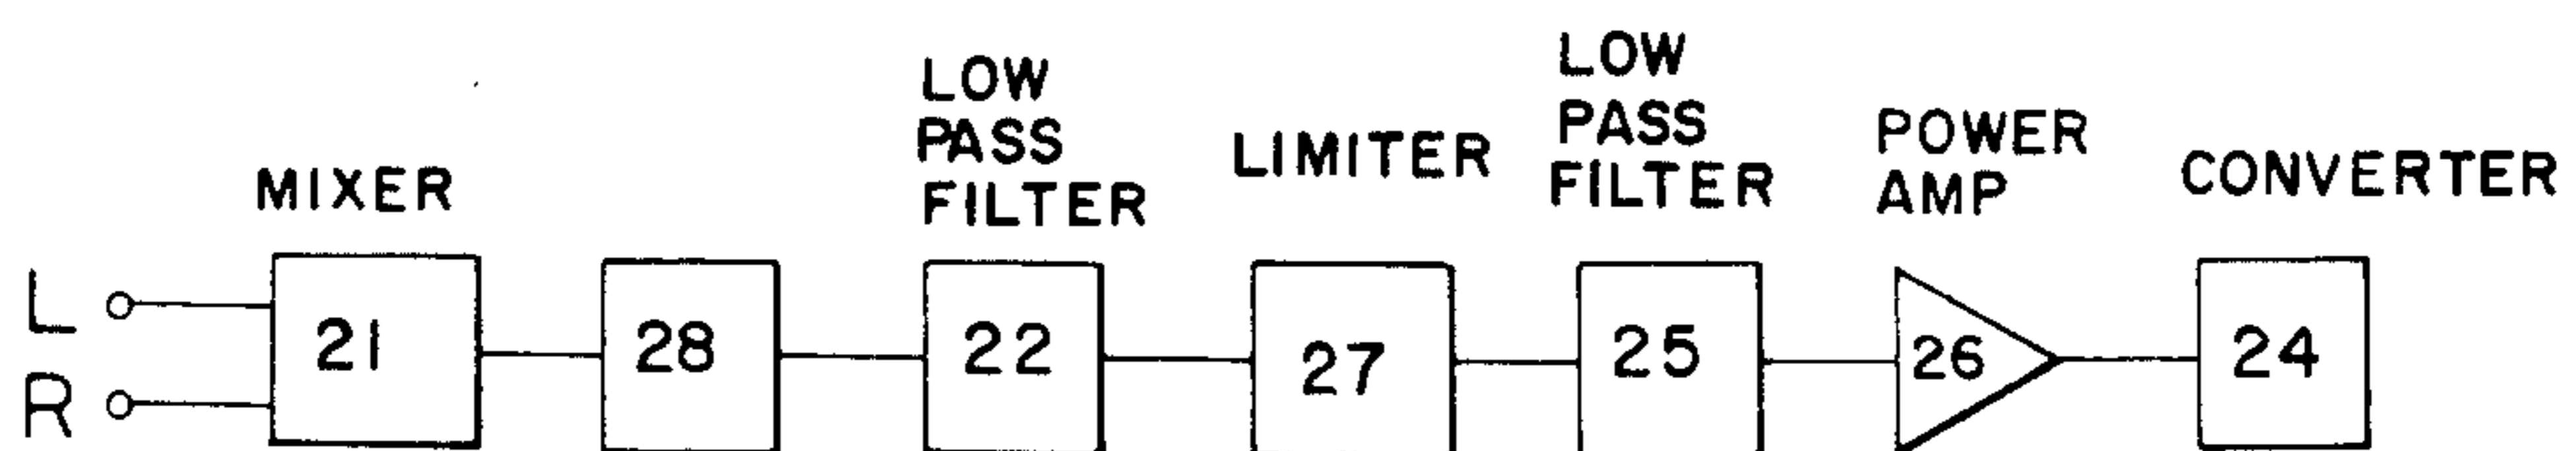 MIXER
LOW
PASS
FILTER
LIMITER
LOW
PASS
FILTER
POWER
AMP
CONVERTER
L
R
21
28
22
27
25
26
24